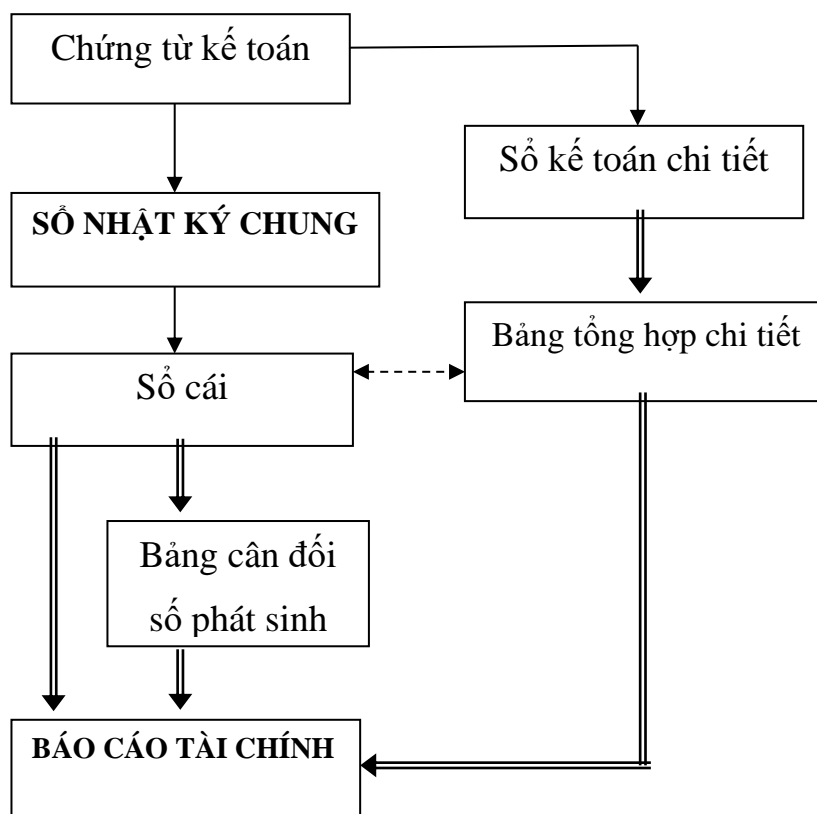 Chứng từ kế toán
Sổ kế toán chi tiết
SỔ NHẬT KÝ CHUNG
Bảng tổng hợp chi tiết
Sổ cái
Bảng cân đối
số phát sinh
BÁO CÁO TÀI CHÍNH